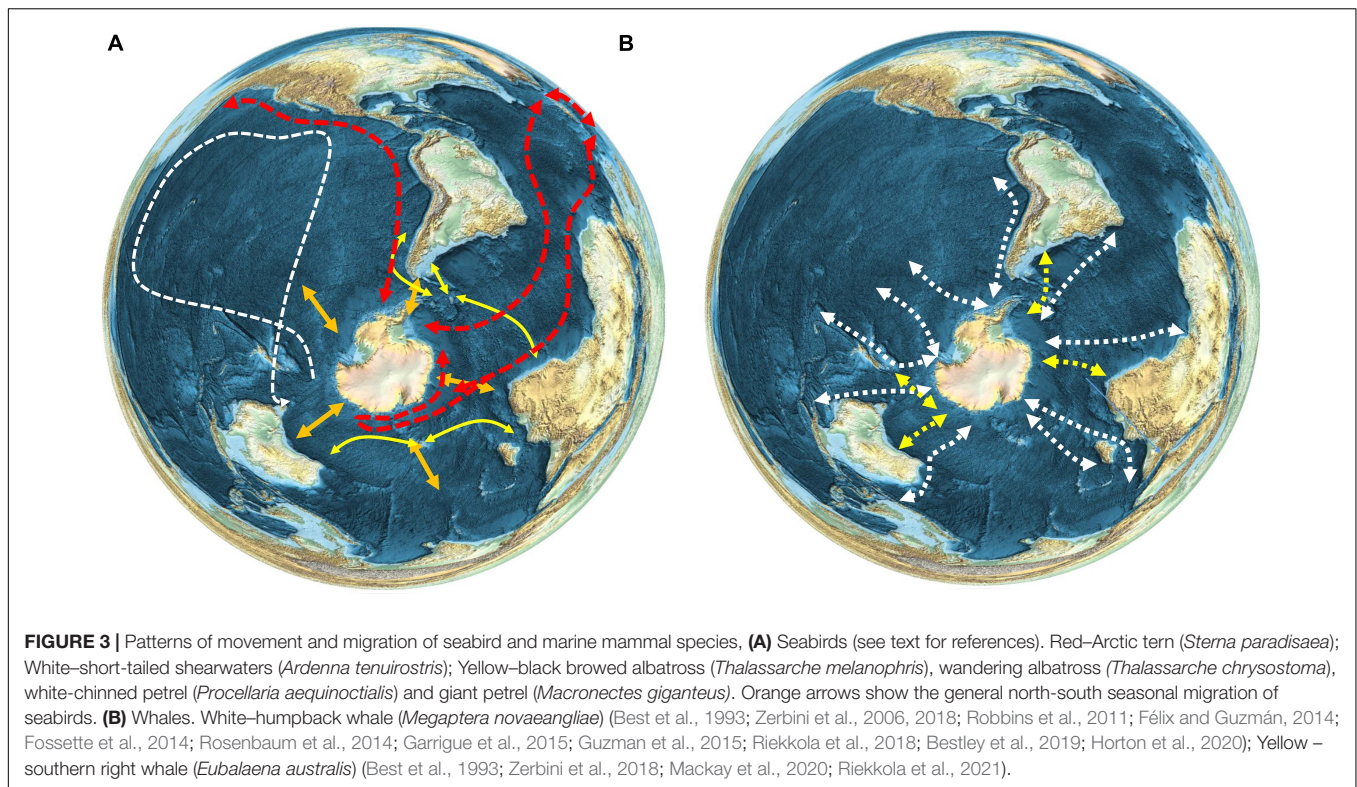 A
B
FIGURE 3 | Patterns of movement and migration of seabird and marine mammal species, (A) Seabirds (see text for references). Red–Arctic tern (Sterna paradisaea);
White–short-tailed shearwaters (Ardenna tenuirostris); Yellow–black browed albatross (Thalassarche melanophris), wandering albatross (Thalassarche chrysostoma),
white-chinned petrel (Procellaria aequinoctialis) and giant petrel (Macronectes giganteus). Orange arrows show the general north-south seasonal migration of
seabirds. (B) Whales. White–humpback whale (Megaptera novaeangliae) (Best et al., 1993; Zerbini et al., 2006, 2018; Robbins et al., 2011; Félix and Guzmán, 2014;
Fossette et al., 2014; Rosenbaum et al., 2014; Garrigue et al., 2015; Guzman et al., 2015; Riekkola et al., 2018; Bestley et al., 2019; Horton et al., 2020); Yellow –
southern right whale (Eubalaena australis) (Best et al., 1993; Zerbini et al., 2018; Mackay et al., 2020; Riekkola et al., 2021).